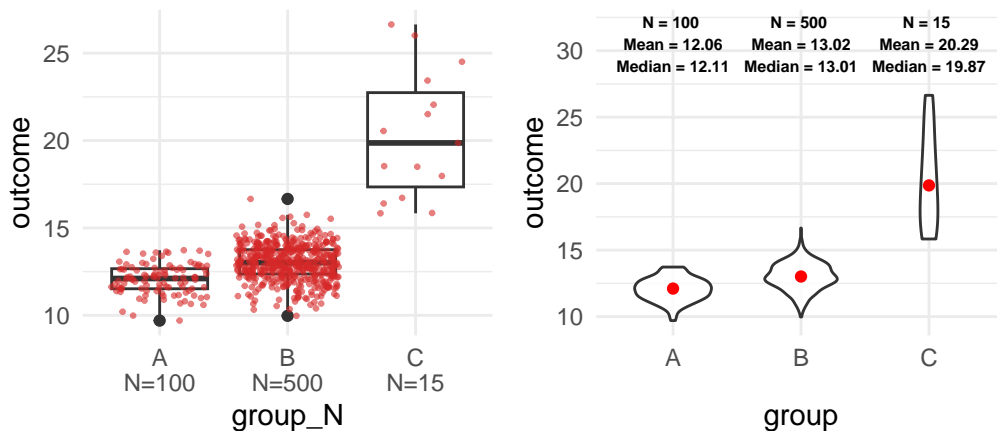 outcome
25
20
15
10
A
N=100
B
N=500
C
N=15
group_N
outcome
30
25
20
15
10
N = 100
Mean = 12.06
Median = 12.11
N = 500
Mean = 13.02
Median = 13.01
N = 15
Mean = 20.29
Median = 19.87
A
B
C
group